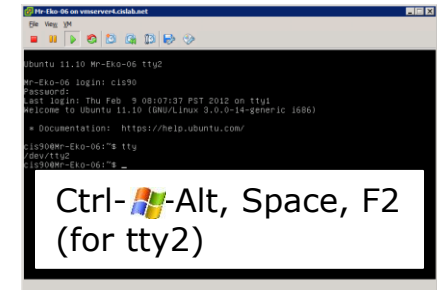 Mr-Eko-06 on vmserver4.cislab.net
File View VM
Ubuntu 11.10 Mr-Eko-06 tty2
Mr-Eko-06 login: cis90
Password:
Last login: Thu Feb  9 08:07:37 PST 2012 on tty1
Welcome to Ubuntu 11.10 (GNU/Linux 3.0.0-14-generic i686)
* Documentation:  https://help.ubuntu.com/
cis90@Mr-Eko-06:~$ tty
/dev/tty2
cis90@Mr-Eko-06:~$ _
Ctrl- -Alt, Space, F2
(for tty2)